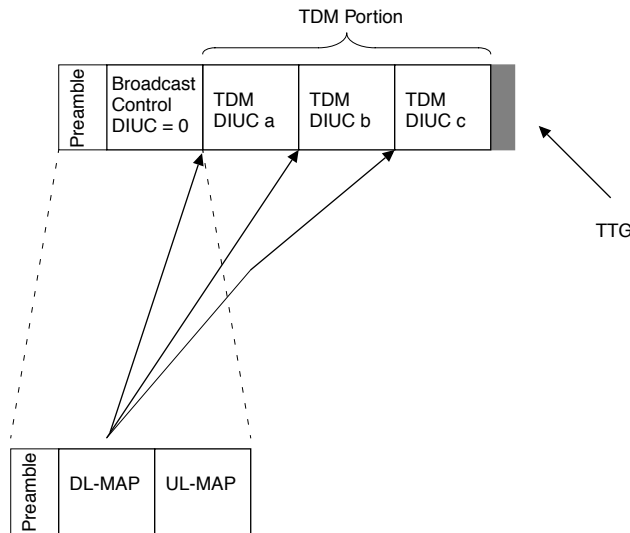 TDM Portion
Preamble
Broadcast
Control
DIUC = 0
TDM
DIUC a
TDM
DIUC b
TDM
DIUC c
TTG
Preamble
DL-MAP
UL-MAP